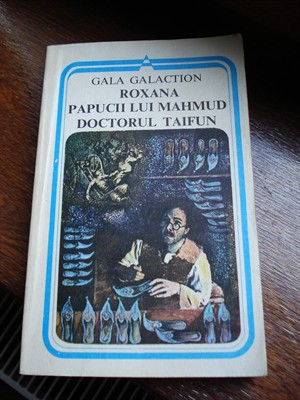 GALA GALACTION
ROXANA
PAPUCII LUI MAHMUD
DOCTORUL TAIFUN